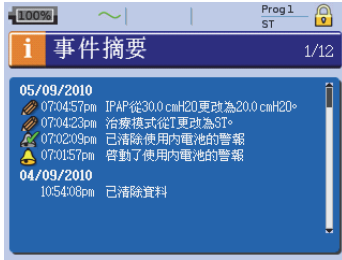 100%
Prog 1
ST
i 事件摘要 1/12
05/09/2010
07:04:57pm IPAP從30.0 cmH2O更改為20.0 cmH2O。
07:04:23pm 治療模式從T更改為ST。
07:02:09pm 已清除使用內電池的警報
07:01:57pm 啓動了使用內電池的警報
04/09/2010
10:54:08pm 已清除資料